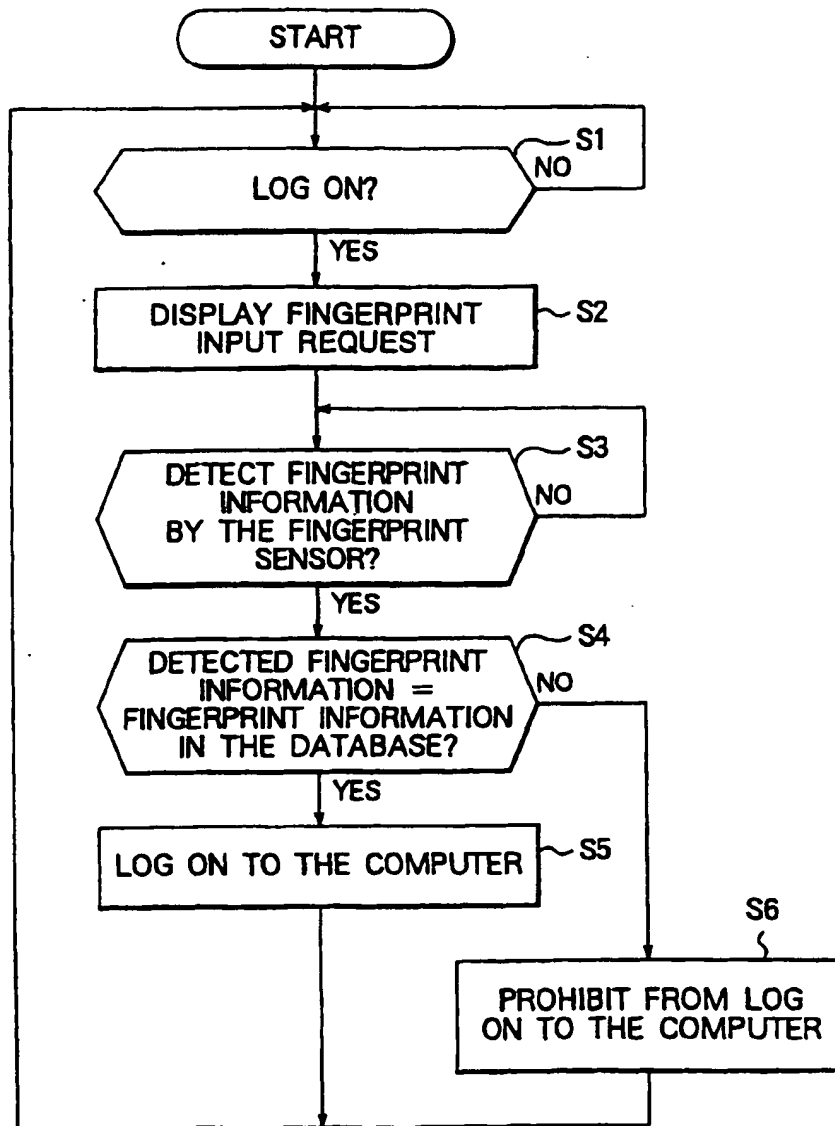 START
S1
NO
LOG ON?
YES
DISPLAY FINGERPRINT
INPUT REQUEST
S2
S3
DETECT FINGERPRINT
INFORMATION
BY THE FINGERPRINT
SENSOR?
NO
YES
S4
DETECTED FINGERPRINT
INFORMATION =
FINGERPRINT INFORMATION
IN THE DATABASE?
NO
YES
LOG ON TO THE COMPUTER
S5
S6
PROHIBIT FROM LOG
ON TO THE COMPUTER